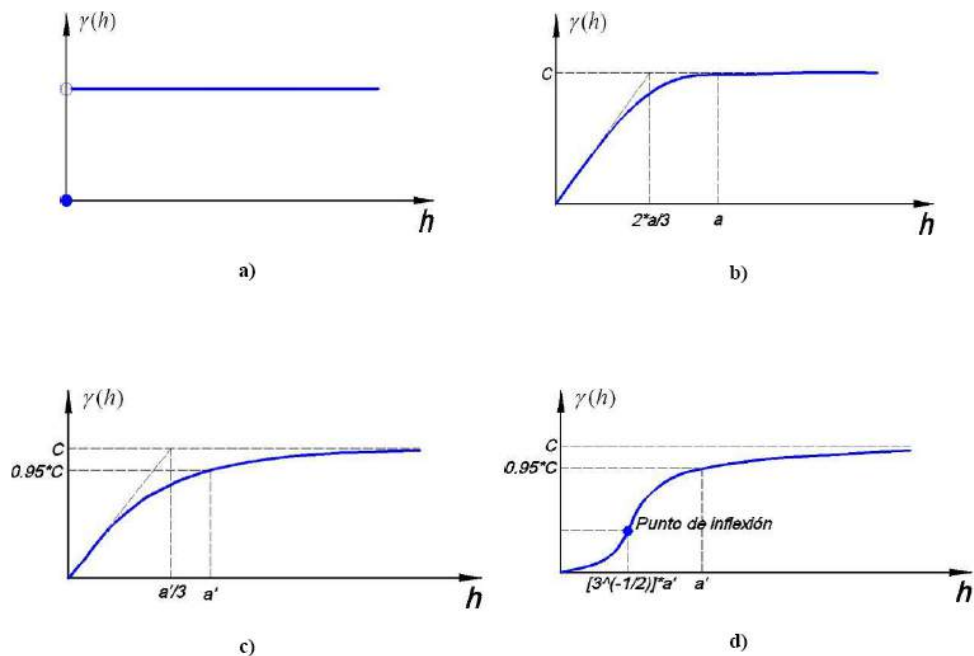 γ(h)
h
a)
γ(h)
C
2*a/3
a
h
b)
γ(h)
C
0.95*C
a'/3
a'
h
c)
γ(h)
C
0.95*C
Punto de inflexión
[3^(-1/2)]*a'
a'
h
d)